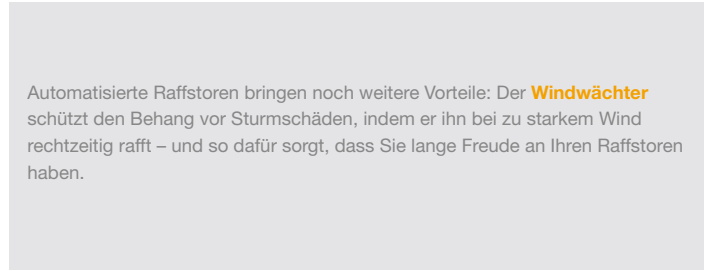 Automatisierte Raffstoren bringen noch weitere Vorteile: Der Windwächter
schützt den Behang vor Sturmschäden, indem er ihn bei zu starkem Wind
rechtzeitig rafft – und so dafür sorgt, dass Sie lange Freude an Ihren Raffstoren
haben.